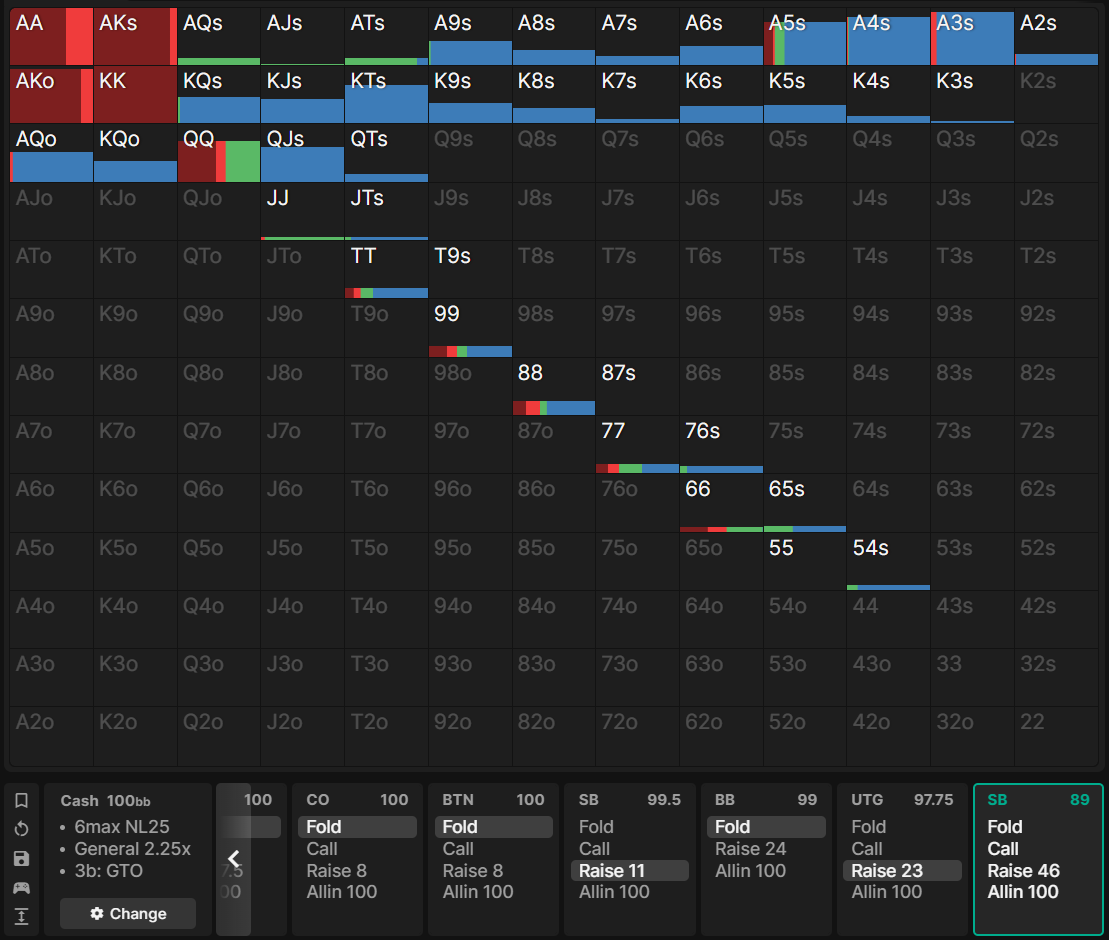 AA AKs AQs AJs ATs A9s A8s A7s A6s A5s A4s A3s A2s
AKo KK KQs KJs KTs K9s K8s K7s K6s K5s K4s K3s K2s
AQo KQo QQ QJs QTs Q9s Q8s Q7s Q6s Q5s Q4s Q3s Q2s
AJo KJo QJo JJ JTs J9s J8s J7s J6s J5s J4s J3s J2s
ATo KTo QTo JTo TT T9s T8s T7s T6s T5s T4s T3s T2s
A9o K9o Q9o J9o T9o 99 98s 97s 96s 95s 94s 93s 92s
A8o K8o Q8o J8o T8o 98o 88 87s 86s 85s 84s 83s 82s
A7o K7o Q7o J7o T7o 97o 87o 77 76s 75s 74s 73s 72s
A6o K6o Q6o J6o T6o 96o 86o 76o 66 65s 64s 63s 62s
A5o K5o Q5o J5o T5o 95o 85o 75o 65o 55 54s 53s 52s
A4o K4o Q4o J4o T4o 94o 84o 74o 64o 54o 44 43s 42s
A3o K3o Q3o J3o T3o 93o 83o 73o 63o 53o 43o 33 32s
A2o K2o Q2o J2o T2o 92o 82o 72o 62o 52o 42o 32o 22
Cash 100bb
• 6max NL25
• General 2.25x
• 3b: GTO
Change
100
7.5
00
CO 100
Fold
Call
Raise 8
Allin 100
BTN 100
Fold
Call
Raise 8
Allin 100
SB 99.5
Fold
Call
Raise 11
Allin 100
BB 99
Fold
Raise 24
Allin 100
UTG 97.75
Fold
Call
Raise 23
Allin 100
SB 89
Fold
Call
Raise 46
Allin 100